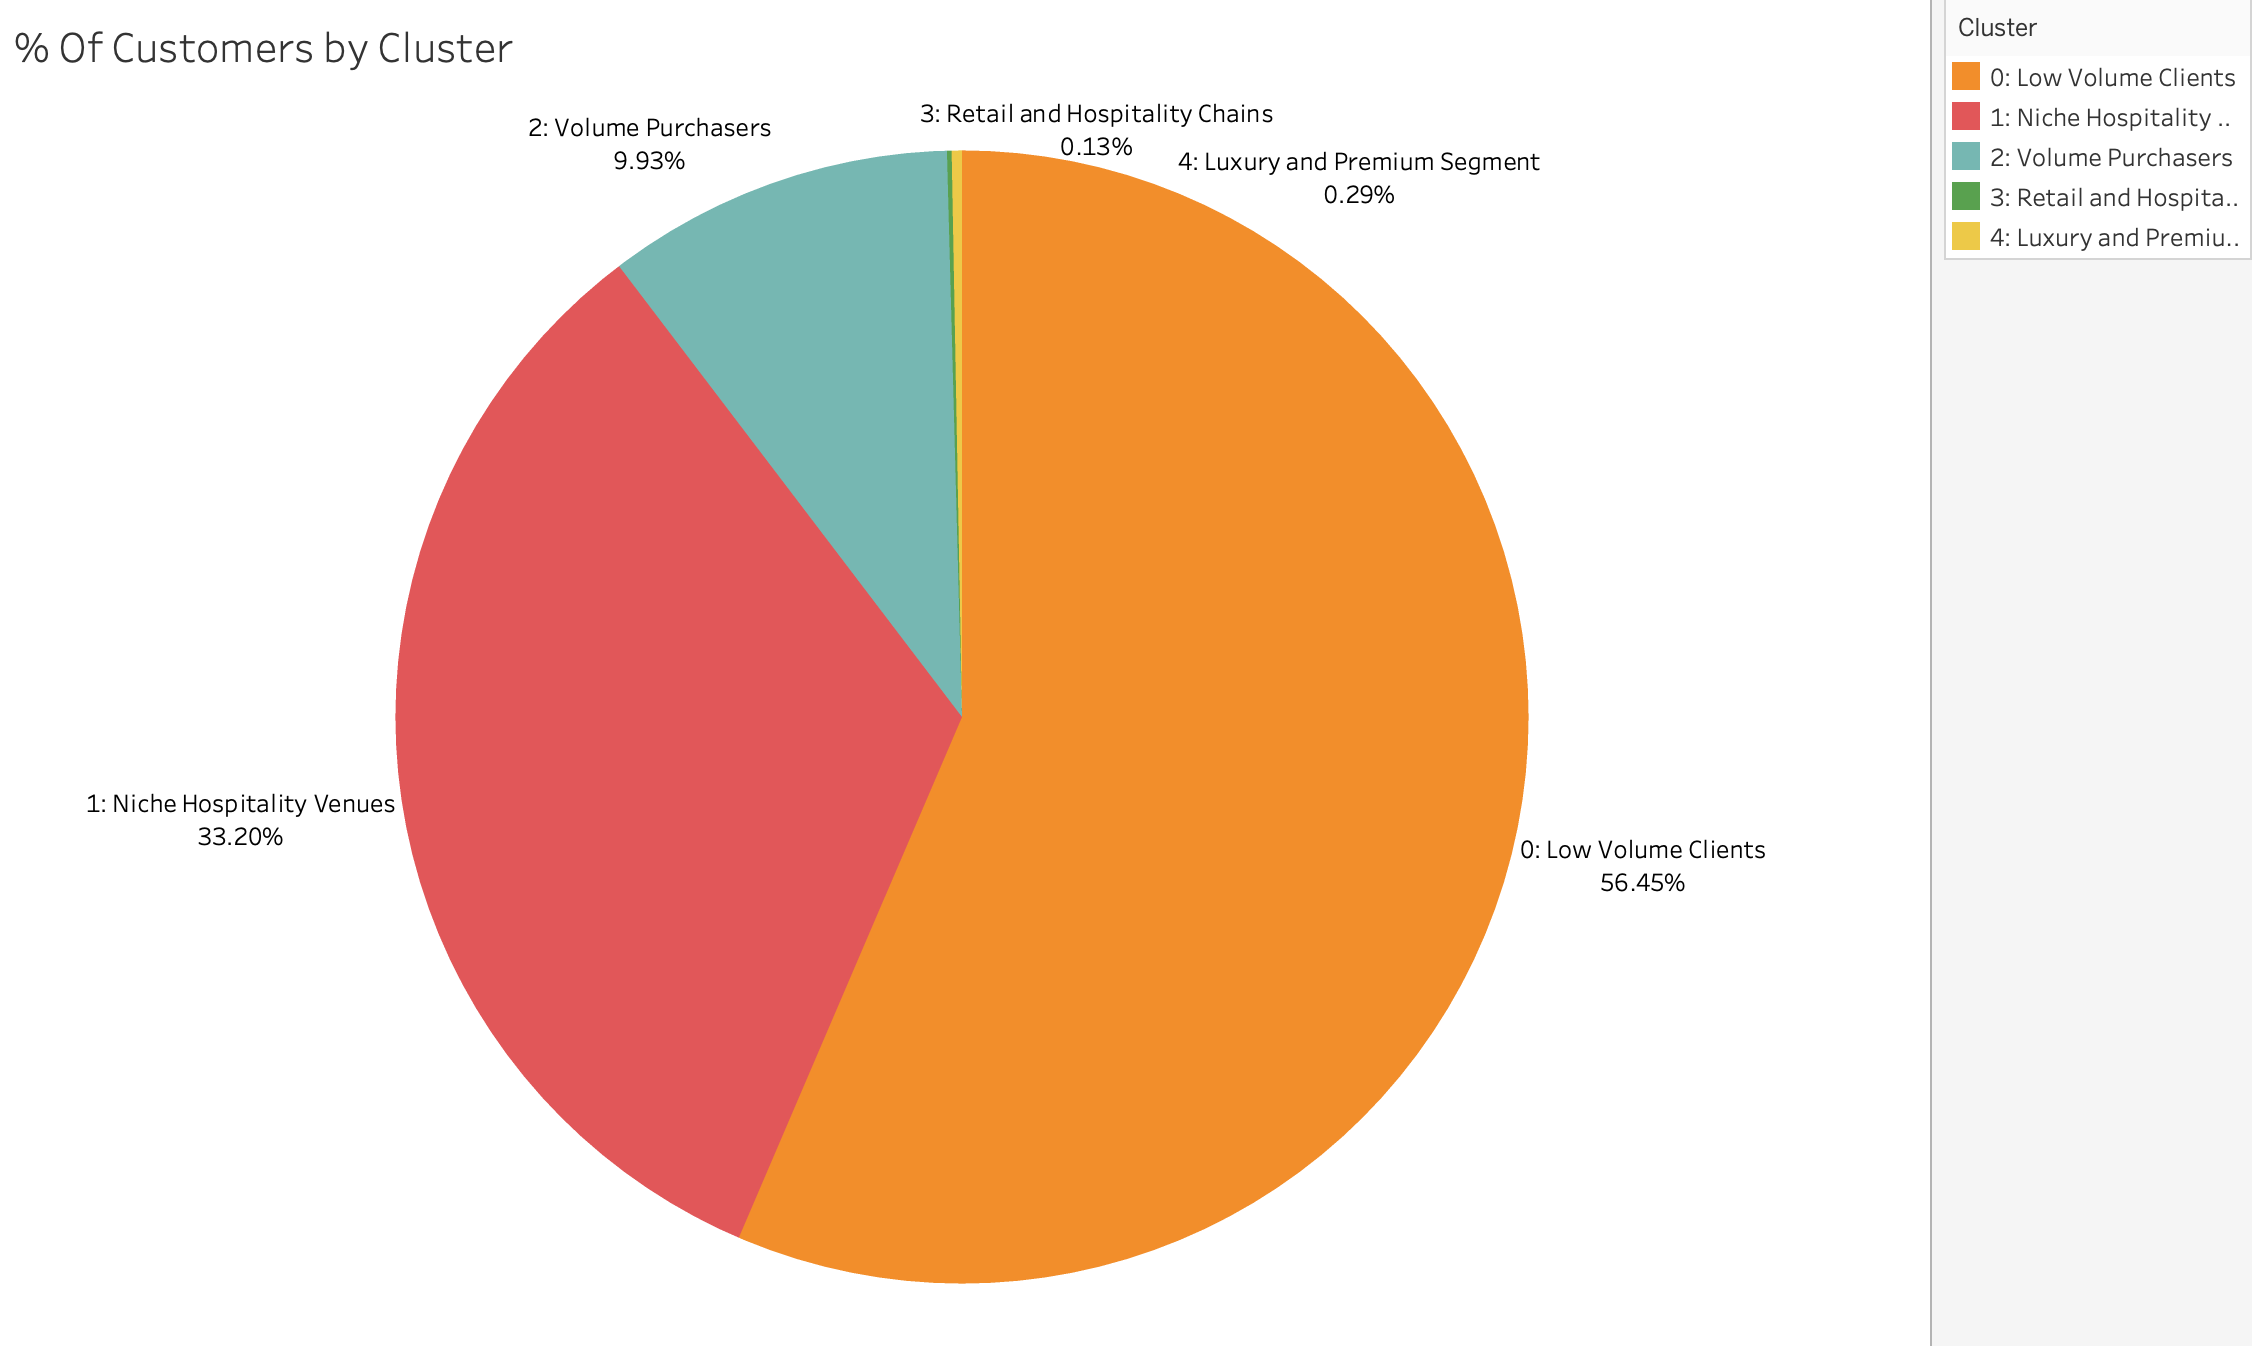 % Of Customers by Cluster
2: Volume Purchasers
9.93%
3: Retail and Hospitality Chains
0.13%
4: Luxury and Premium Segment
0.29%
1: Niche Hospitality Venues
33.20%
0: Low Volume Clients
56.45%
Cluster
0: Low Volume Clients
1: Niche Hospitality ..
2: Volume Purchasers
3: Retail and Hospita..
4: Luxury and Premiu..